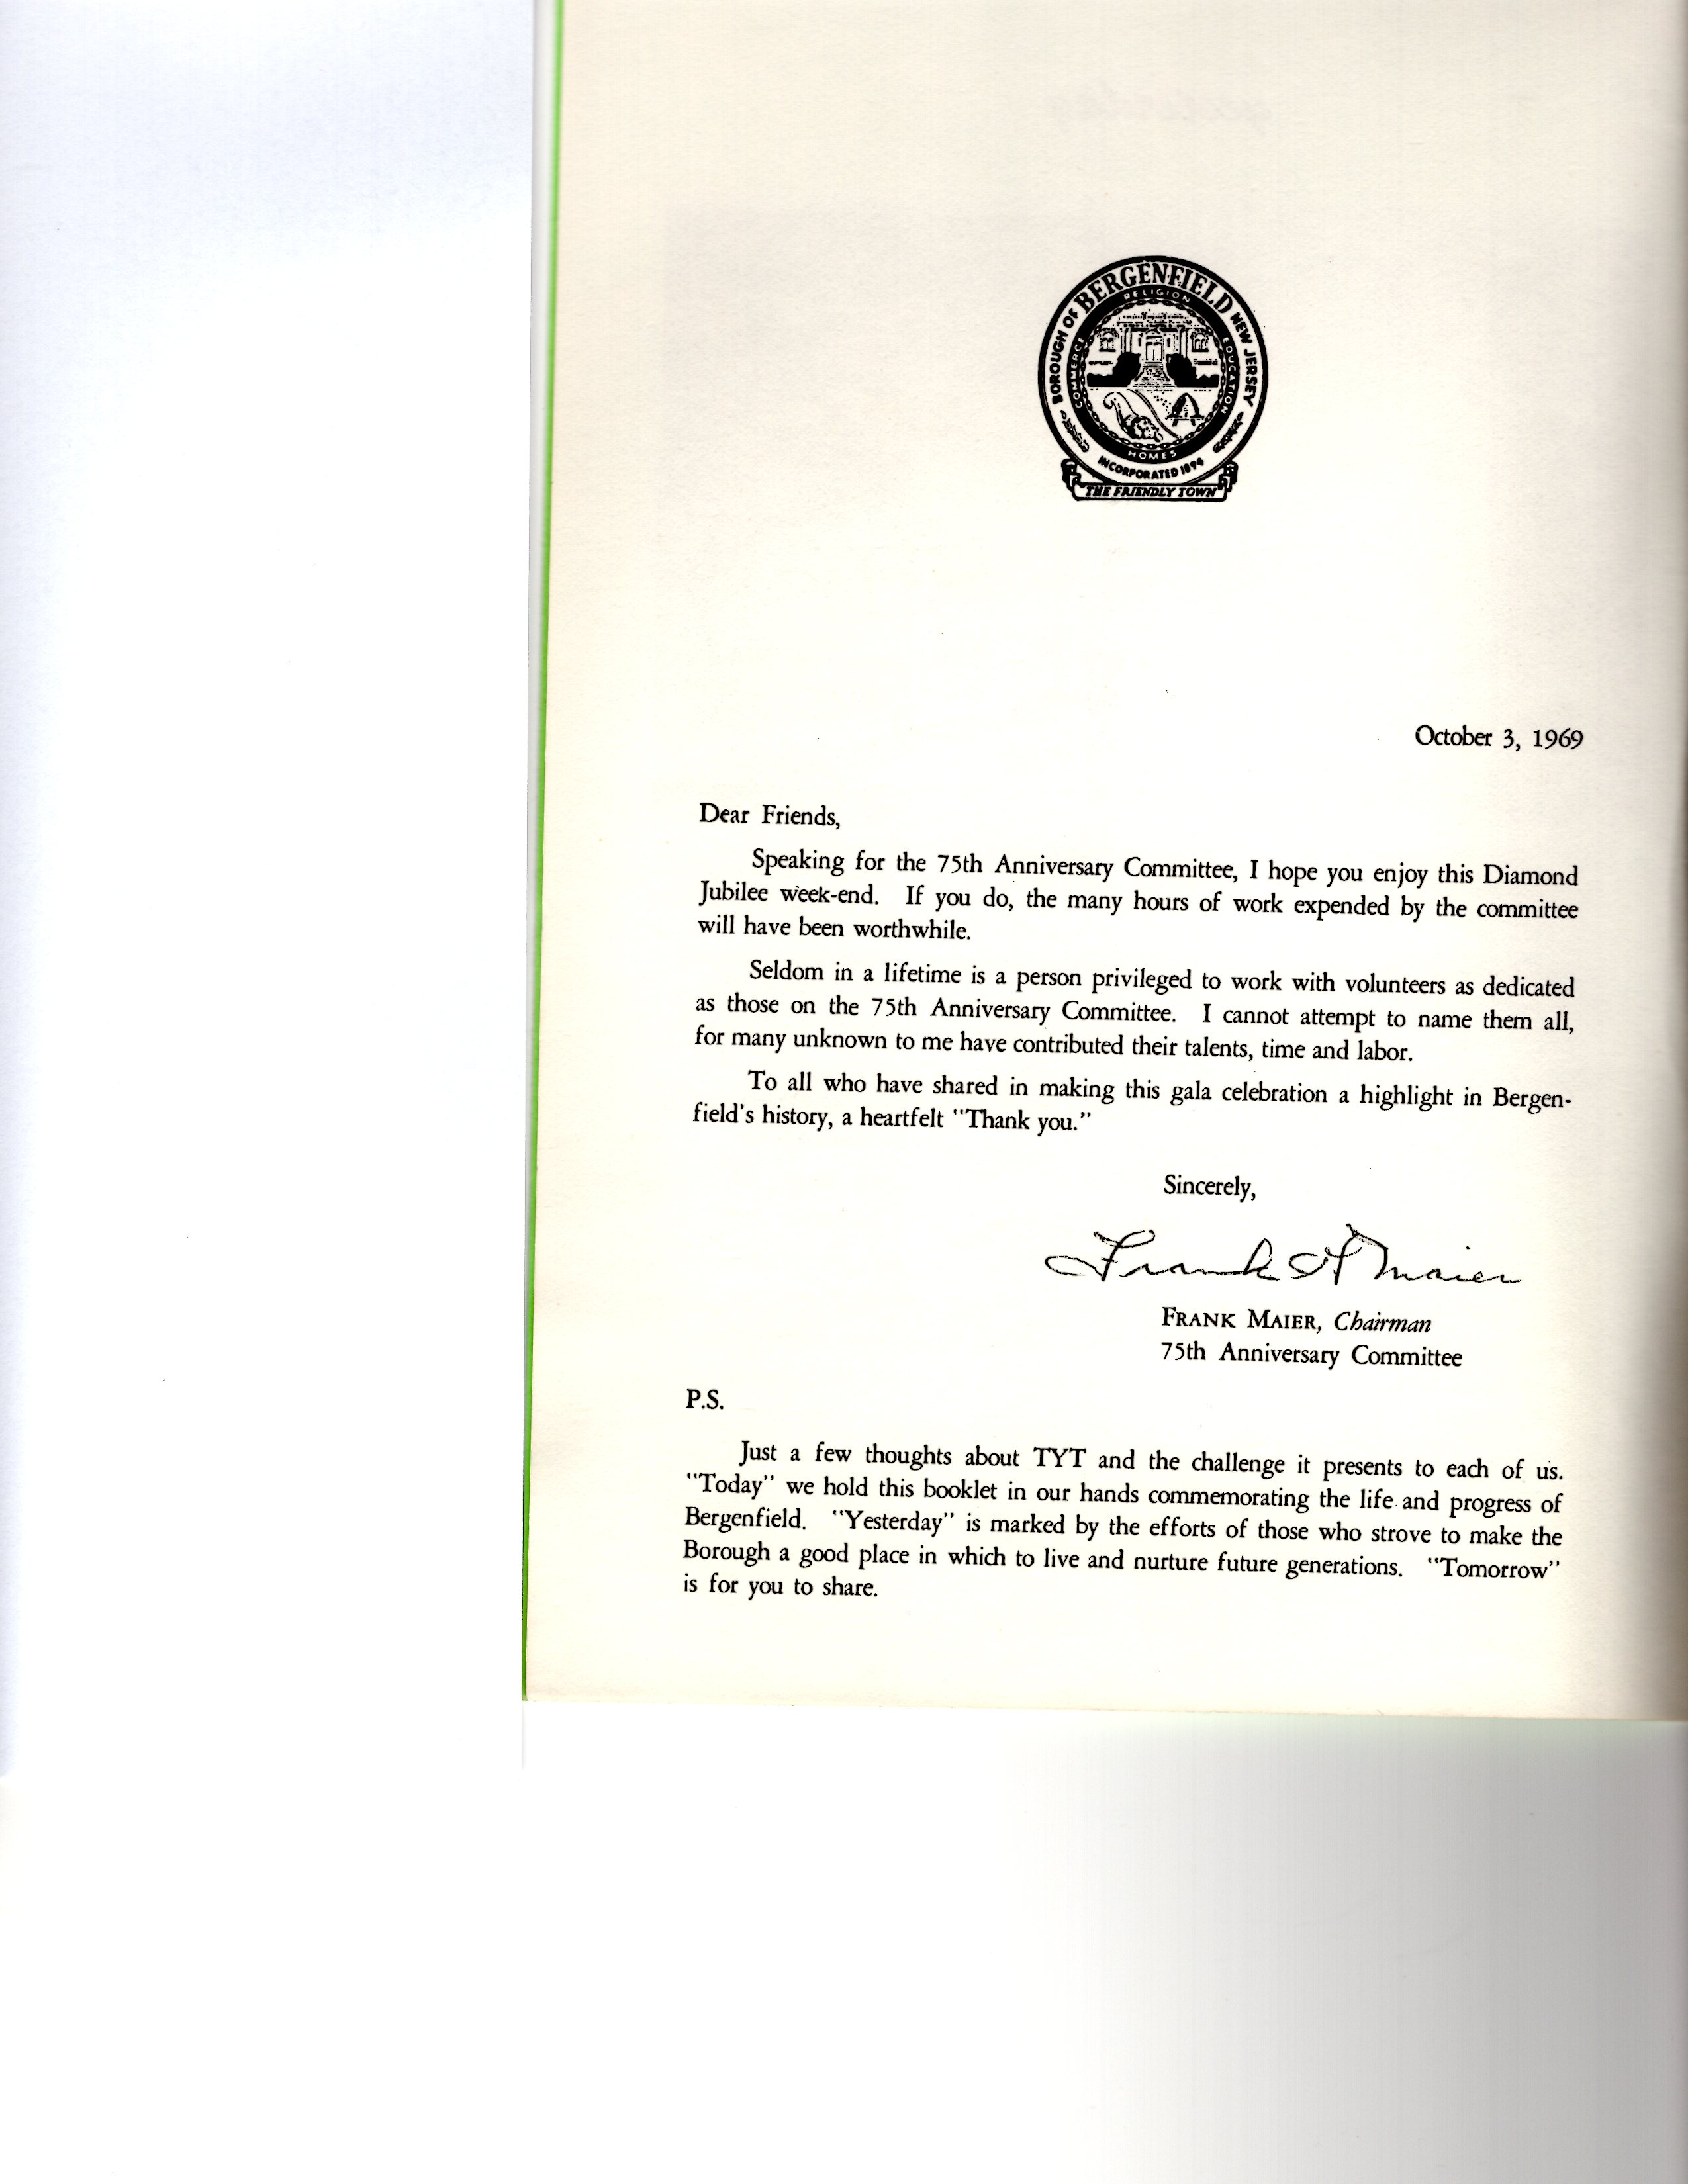 BOROUGH OF BERGENFIELD NEW JERSEY
RELIGION
COMMERCE
EDUCATION
HOMES
INCORPORATED 1894
THE FRIENDLY TOWN
October 3, 1969
Dear Friends,
Speaking for the 75th Anniversary Committee, I hope you enjoy this Diamond
Jubilee week-end. If you do, the many hours of work expended by the committee
will have been worthwhile.
Seldom in a lifetime is a person privileged to work with volunteers as dedicated
as those on the 75th Anniversary Committee. I cannot attempt to name them all,
for many unknown to me have contributed their talents, time and labor.
To all who have shared in making this gala celebration a highlight in Bergen-
field's history, a heartfelt "Thank you."
Sincerely,
Frank Maier
FRANK MAIER, Chairman
75th Anniversary Committee
P.S.
Just a few thoughts about TYT and the challenge it presents to each of us.
"Today" we hold this booklet in our hands commemorating the life and progress of
Bergenfield. "Yesterday" is marked by the efforts of those who strove to make the
Borough a good place in which to live and nurture future generations. "Tomorrow"
is for you to share.